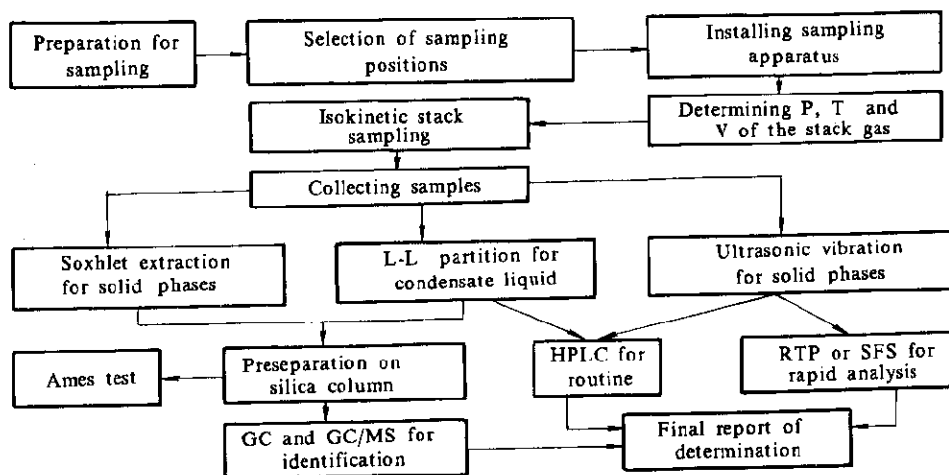 Preparation for
sampling
Selection of sampling
positions
Installing sampling
apparatus
Isokinetic stack
sampling
Determining P, T and
V of the stack gas
Collecting samples
Soxhlet extraction
for solid phases
L-L partition for
condensate liquid
Ultrasonic vibration
for solid phases
Ames test
Preseparation on
silica column
HPLC for
routine
RTP or SFS for
rapid analysis
GC and GC/MS for
identification
Final report of
determination